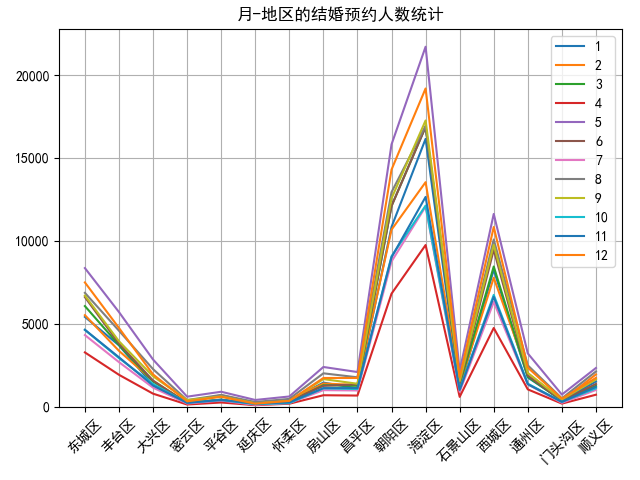 月-地区的结婚预约人数统计
20000
15000
10000
5000
0
1
2
3
4
5
6
7
8
9
10
11
12
东城区
丰台区
大兴区
密云区
平谷区
延庆区
怀柔区
房山区
昌平区
朝阳区
海淀区
石景山区
西城区
通州区
门头沟区
顺义区